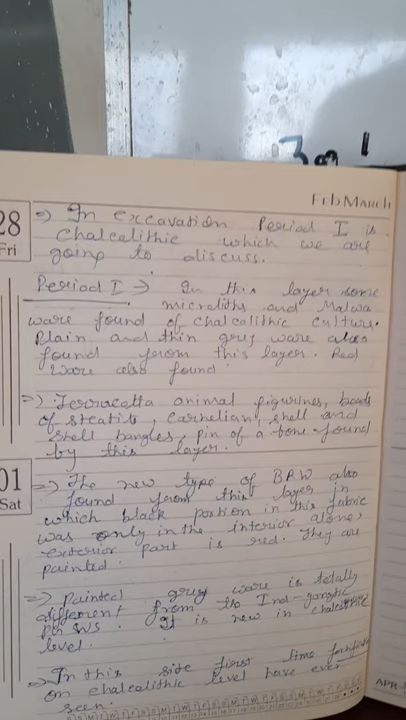 3
Feb March
28
Fri
=> In excavation Period I is
chalcolithic which we are
going to discuss.
Period I -> In this layer some
microliths and Malwa
ware found of chalcolithic culture.
Plain and thin grey ware also
found from this layer. Red
ware also found
=> Terracotta animal figurines, beads
of steatite, carnelian, shell and
shell bangles, pin of a bone found
by this layer.
01
Sat
=> The new type of BRW also
found from this layer in
which black portion in this fabric
was only in the interior alone,
exterior part is red. They are
painted.
=> Painted grey ware is totally
different from to Ind-gangetic
It is new in chalcolithic
level.
=> In this site first time
on chalcolithic level have ever
seen.
APR